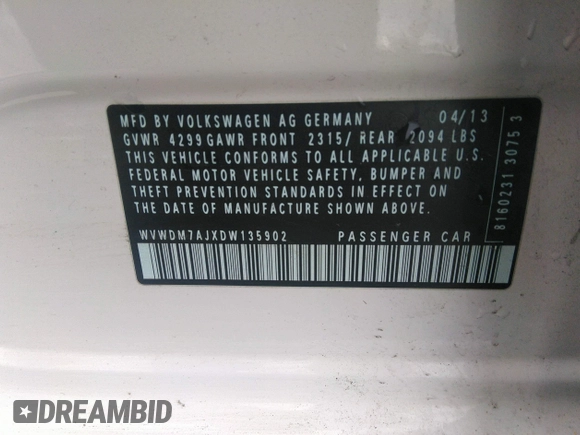 MFD BY VOLKSWAGEN AG GERMANY 04/13
GVWR 4299 GAWR FRONT 2315/ REAR 2094 LBS
THIS VEHICLE CONFORMS TO ALL APPLICABLE U.S.
FEDERAL MOTOR VEHICLE SAFETY, BUMPER AND
THEFT PREVENTION STANDARDS IN EFFECT ON
THE DATE OF MANUFACTURE SHOWN ABOVE.
WVWDM7AJXDW135902 PASSENGER CAR
8160231 3075 3
DREAMBID